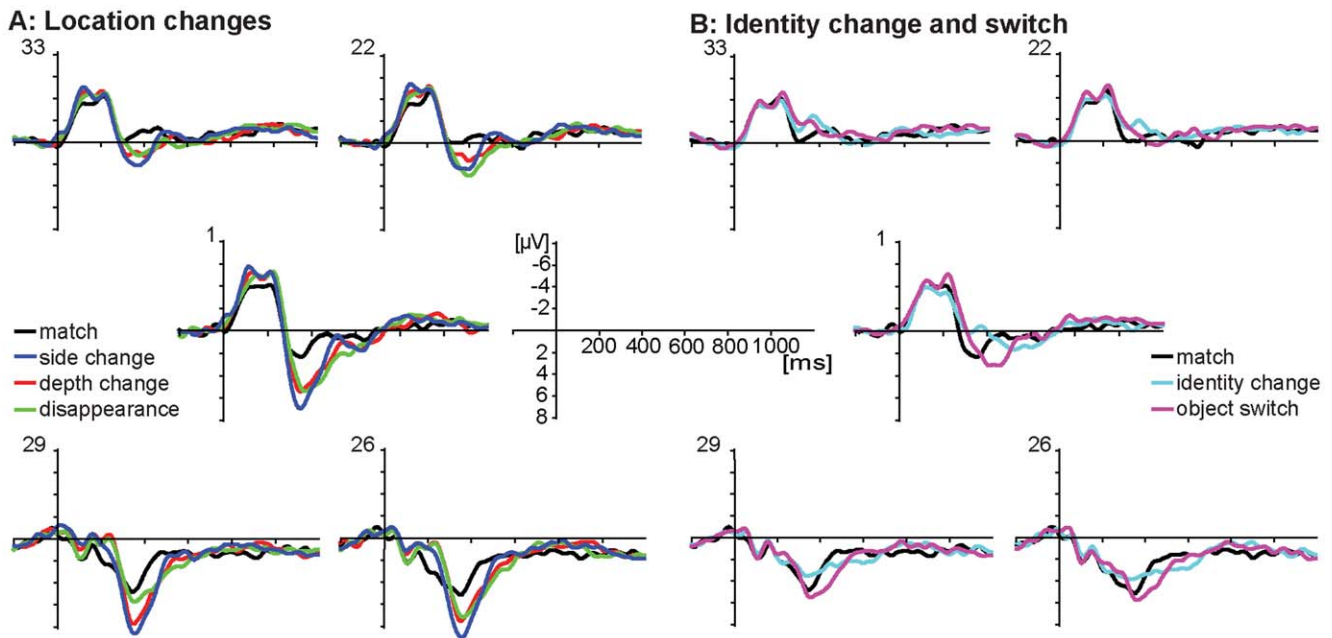 A: Location changes
B: Identity change and switch
33
22
33
22
1
[µV]
-6
-4
-2
200 400 600 800 1000
[ms]
2
4
6
8
1
match
side change
depth change
disappearance
match
identity change
object switch
29
26
29
26